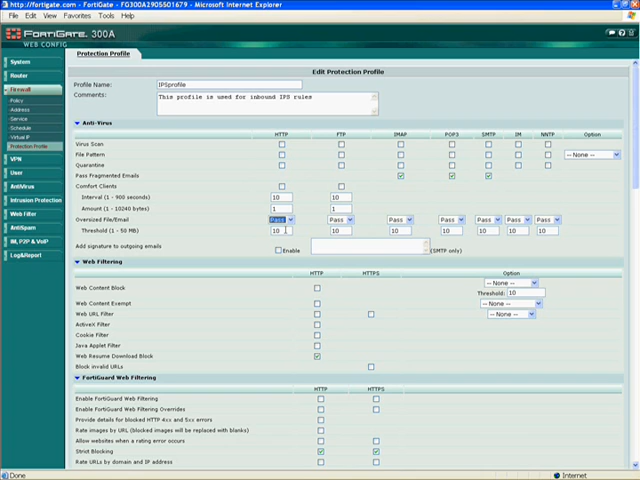 http://fortigate.com - FortiGate - FG300A2905501679 - Microsoft Internet Explorer
File Edit View Favorites Tools Help
FORTIGATE 300A
WEB CONFIG
Protection Profile
System
Router
Firewall
Policy
Address
Service
Schedule
Virtual IP
Protection Profile
VPN
User
AntiVirus
Intrusion Protection
Web Filter
AntiSpam
IM, P2P & VoIP
Log&Report
Edit Protection Profile
Profile Name: IPSprofile
Comments: This profile is used for inbound IPS rules
Anti-Virus
HTTP FTP IMAP POP3 SMTP IM NNTP Option
Virus Scan
File Pattern -- None --
Quarantine
Pass Fragmented Emails
Comfort Clients
Interval (1 - 900 seconds) 10 10
Amount (1 - 10240 bytes) 1 1
Oversized File/Email Pass Pass Pass Pass Pass Pass Pass
Threshold (1 - 50 MB) 10 10 10 10 10 10 10
Add signature to outgoing emails Enable (SMTP only)
Web Filtering
HTTP HTTPS Option
Web Content Block -- None --
Threshold: 10
Web Content Exempt -- None --
Web URL Filter -- None --
ActiveX Filter
Cookie Filter
Java Applet Filter
Web Resume Download Block
Block invalid URLs
FortiGuard Web Filtering
HTTP HTTPS
Enable FortiGuard Web Filtering
Enable FortiGuard Web Filtering Overrides
Provide details for blocked HTTP 4xx and 5xx errors
Rate images by URL (blocked images will be replaced with blanks)
Allow websites when a rating error occurs
Strict Blocking
Rate URLs by domain and IP address
Done
Internet